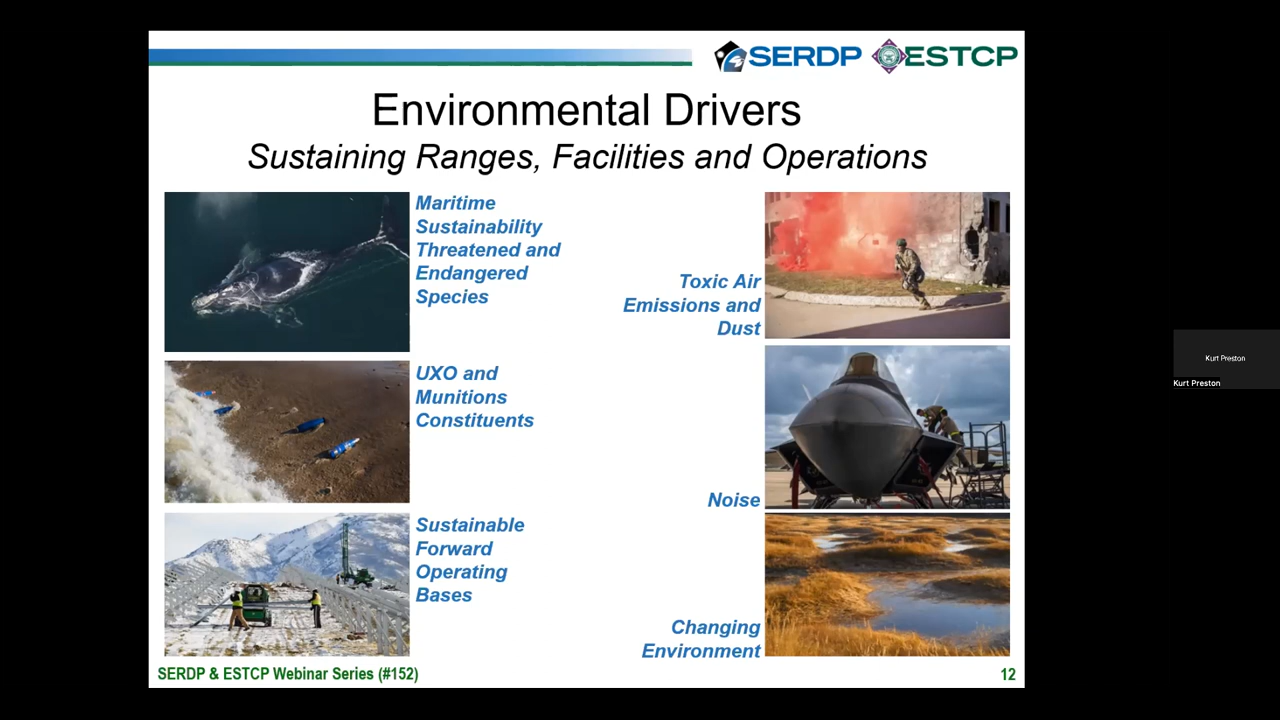 SERDP ESTCP
Environmental Drivers
Sustaining Ranges, Facilities and Operations
Maritime
Sustainability
Threatened and
Endangered
Species
Toxic Air
Emissions and
Dust
UXO and
Munitions
Constituents
Noise
Sustainable
Forward
Operating
Bases
Changing
Environment
SERDP & ESTCP Webinar Series (#152)
12
Kurt Preston
Kurt Preston